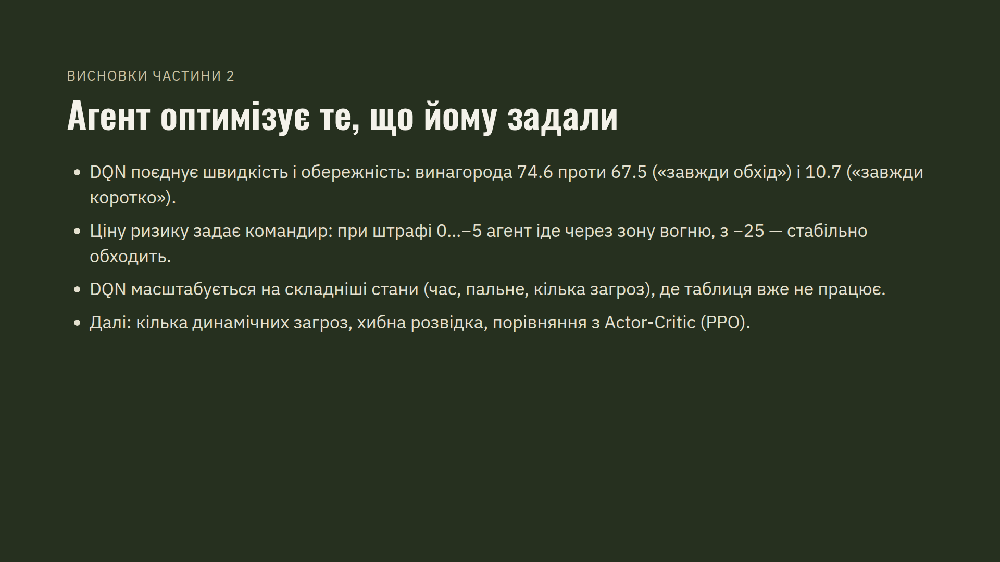 ВИСНОВКИ ЧАСТИНИ 2
Агент оптимізує те, що йому задали
• DQN поєднує швидкість і обережність: винагорода 74.6 проти 67.5 («завжди обхід») і 10.7 («завжди
коротко»).
• Ціну ризику задає командир: при штрафі 0…−5 агент іде через зону вогню, з −25 — стабільно
обходить.
• DQN масштабується на складніші стани (час, пальне, кілька загроз), де таблиця вже не працює.
• Далі: кілька динамічних загроз, хибна розвідка, порівняння з Actor-Critic (PPO).